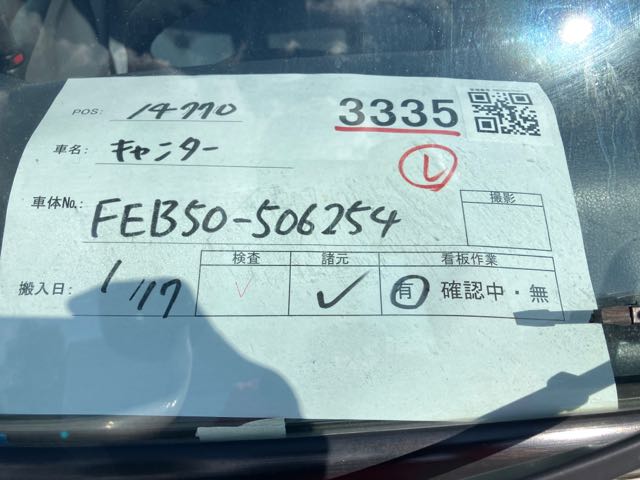 POS: 14770 3335
車名: キャンター
車体No.: FEB50-506254 撮影
検査 諸元 看板作業
搬入日: 1/17 ✓ ✓ 有 確認中・無